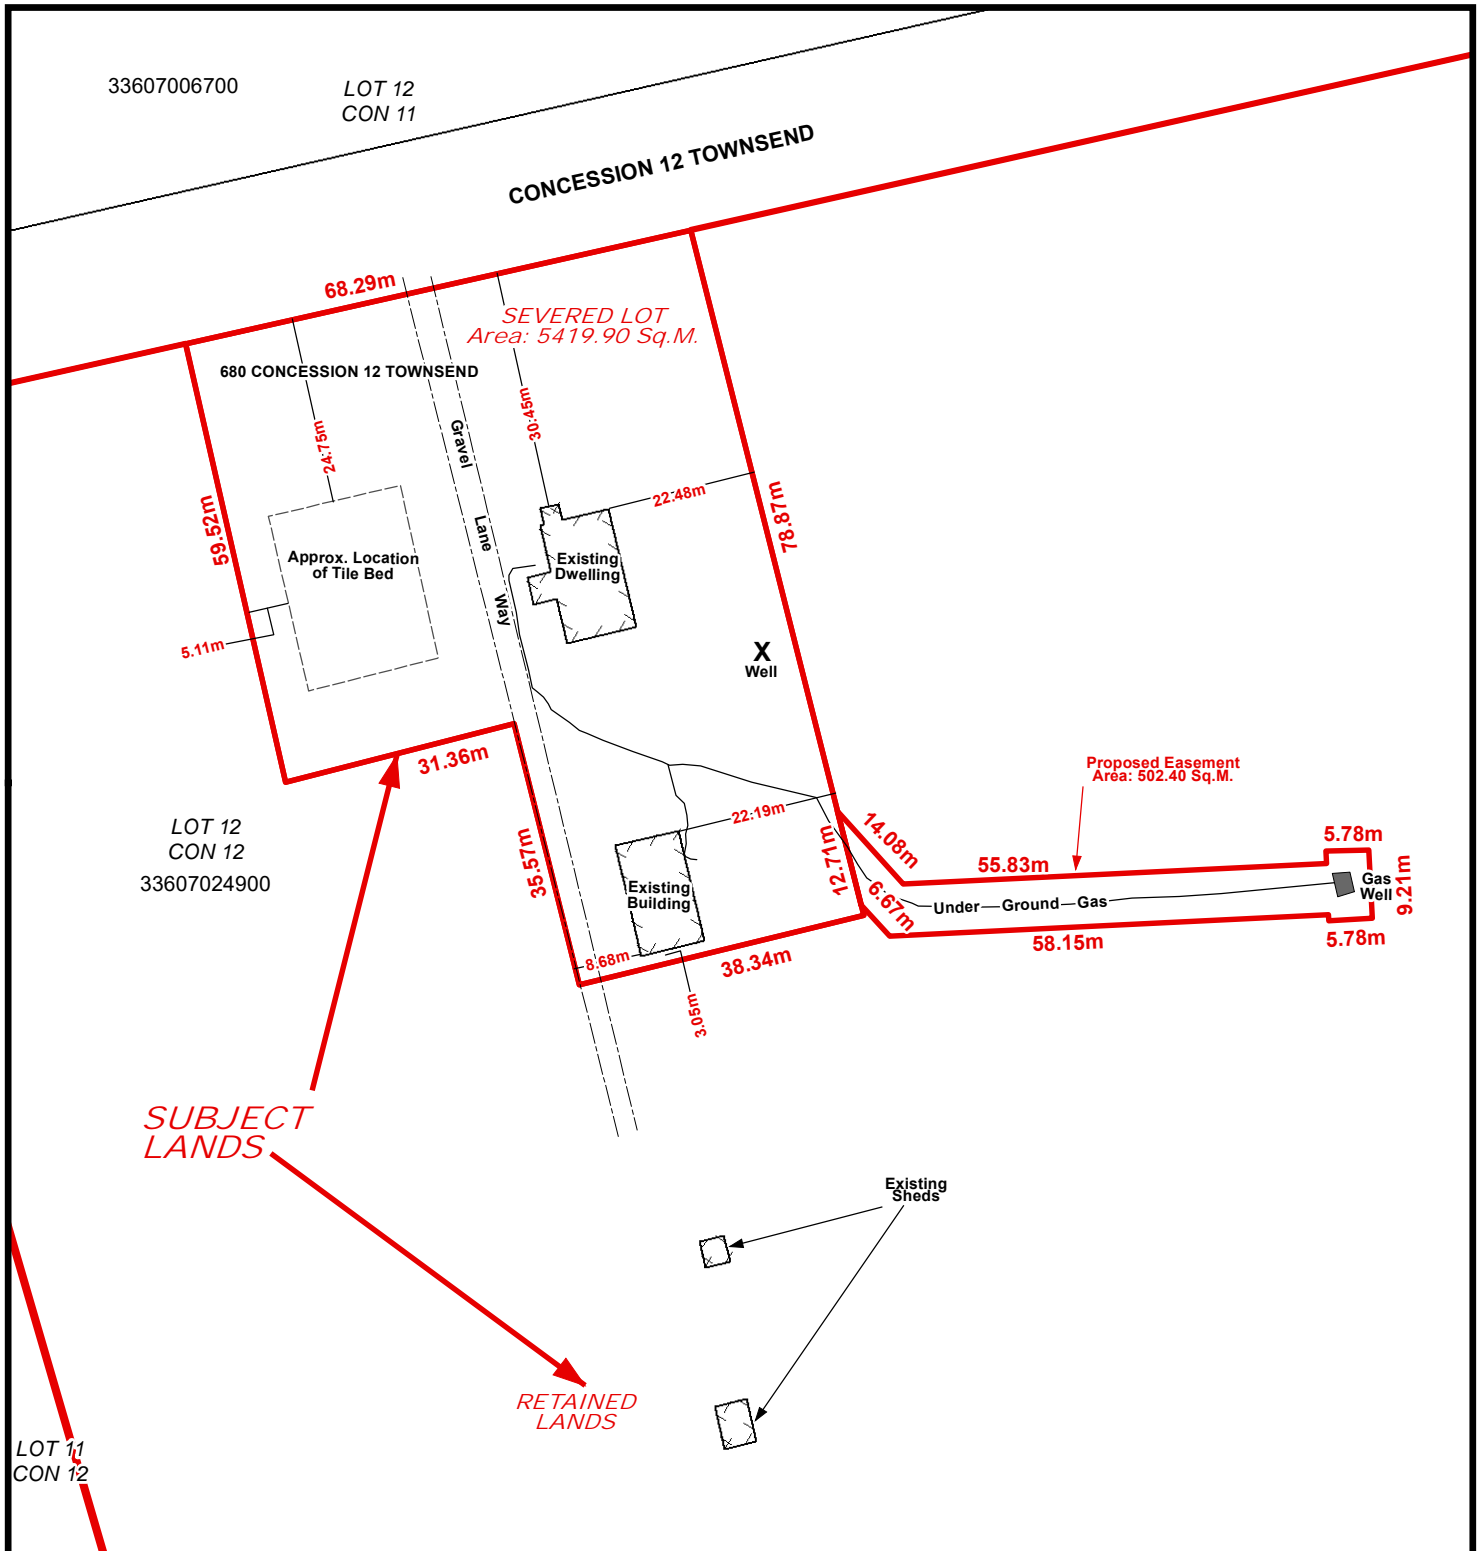 33607006700
LOT 12
CON 11
CONCESSION 12 TOWNSEND
68.29m
SEVERED LOT
Area: 5419.90 Sq.M.
680 CONCESSION 12 TOWNSEND
24.75m
30.45m
Gravel
Lane
Way
59.52m
22.48m
78.87m
Approx. Location
of Tile Bed
Existing
Dwelling
5.11m
X
Well
31.36m
Proposed Easement
Area: 502.40 Sq.M.
LOT 12
CON 12
33607024900
35.57m
22.19m
12.71m
14.08m
55.83m
5.78m
Gas
Well
9.21m
Existing
Building
6.67m
Under Ground Gas
58.15m
5.78m
8.68m
38.34m
3.05m
SUBJECT
LANDS
Existing
Sheds
RETAINED
LANDS
LOT 11
CON 12